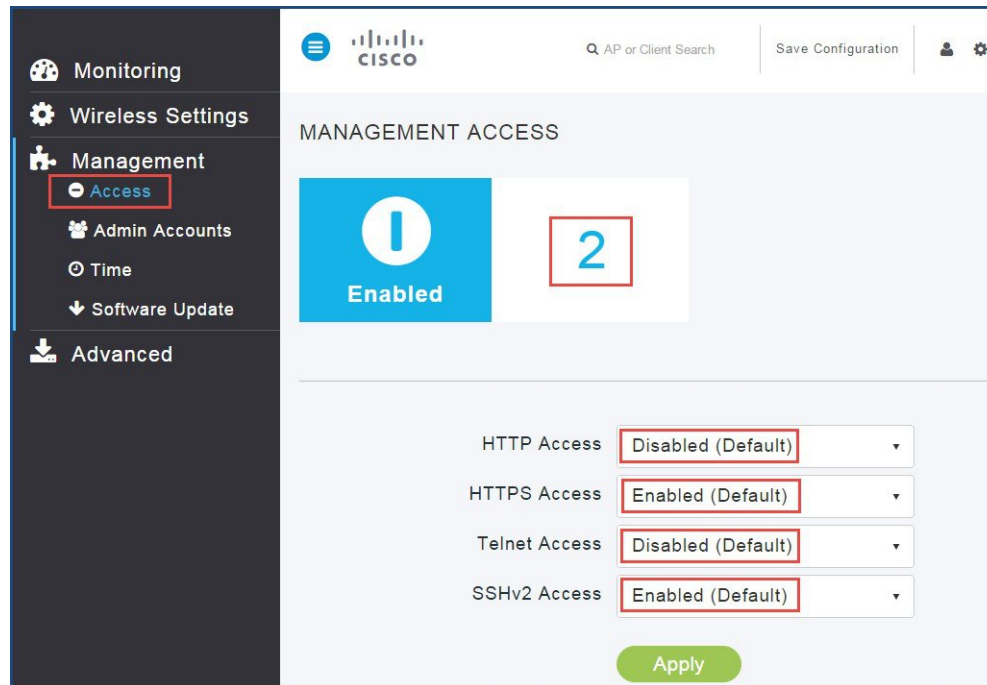 Monitoring
Wireless Settings
Management
Access
Admin Accounts
Time
Software Update
Advanced
CISCO
AP or Client Search
Save Configuration
MANAGEMENT ACCESS
Enabled
2
HTTP Access Disabled (Default)
HTTPS Access Enabled (Default)
Telnet Access Disabled (Default)
SSHv2 Access Enabled (Default)
Apply